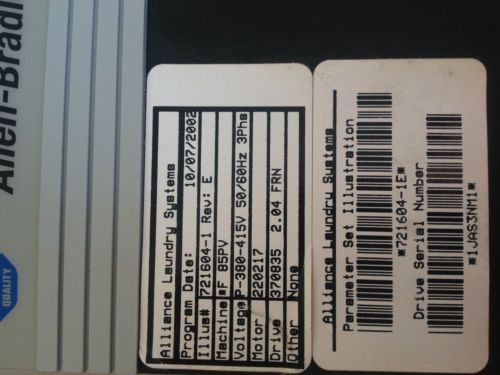 Allen-Bradl
QUALITY
Alliance Laundry Systems
Program Date: 10/07/2002
Illus# 721604-1 Rev: E
Machine #F 85PV
Voltage P-380-415V 50/60Hz 3Phs
Motor 220217
Drive 370835 2.04 FRN
Other None
Alliance Laundry Systems
Parameter Set Illustration
*721604-1E*
Drive Serial Number
*1JAS3NM1*